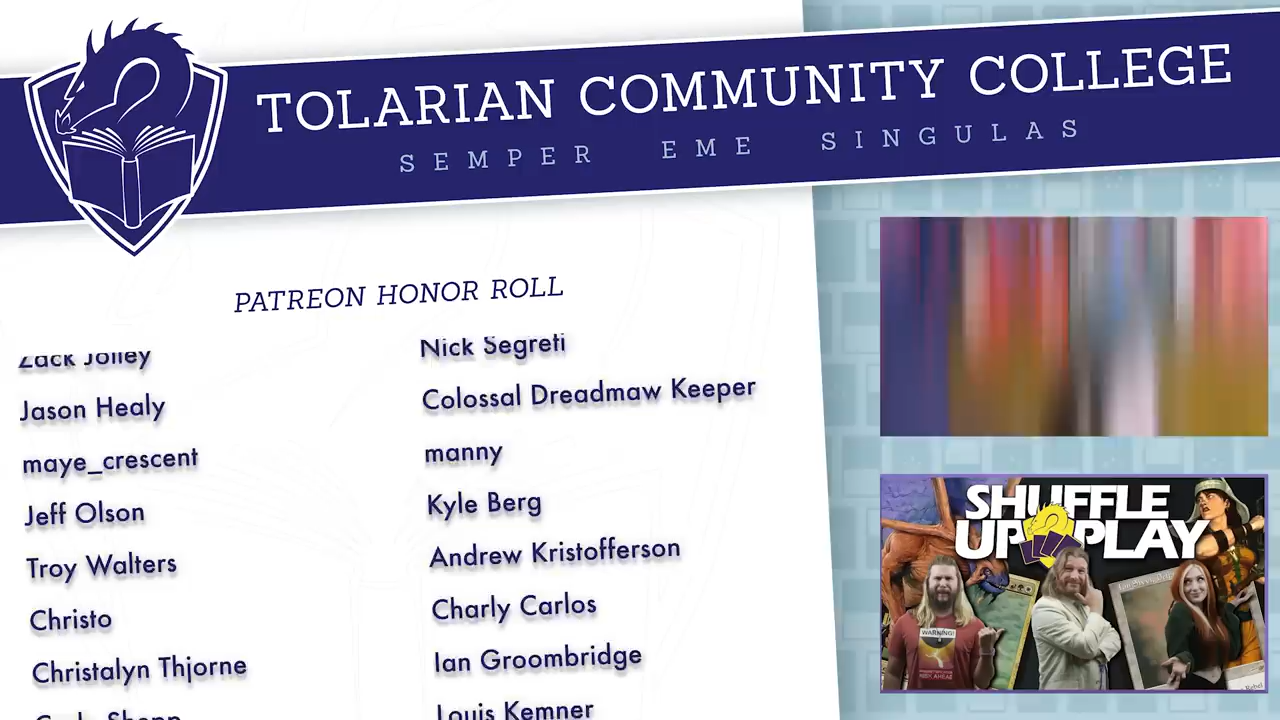 TOLARIAN COMMUNITY COLLEGE
SEMPER EME SINGULAS
PATREON HONOR ROLL
Zack Jolley
Jason Healy
maye_crescent
Jeff Olson
Troy Walters
Christo
Christalyn Thjorne
Nick Segreti
Colossal Dreadmaw Keeper
manny
Kyle Berg
Andrew Kristofferson
Charly Carlos
Ian Groombridge
Louis Kemner
SHUFFLE
UP PLAY
WARNING!